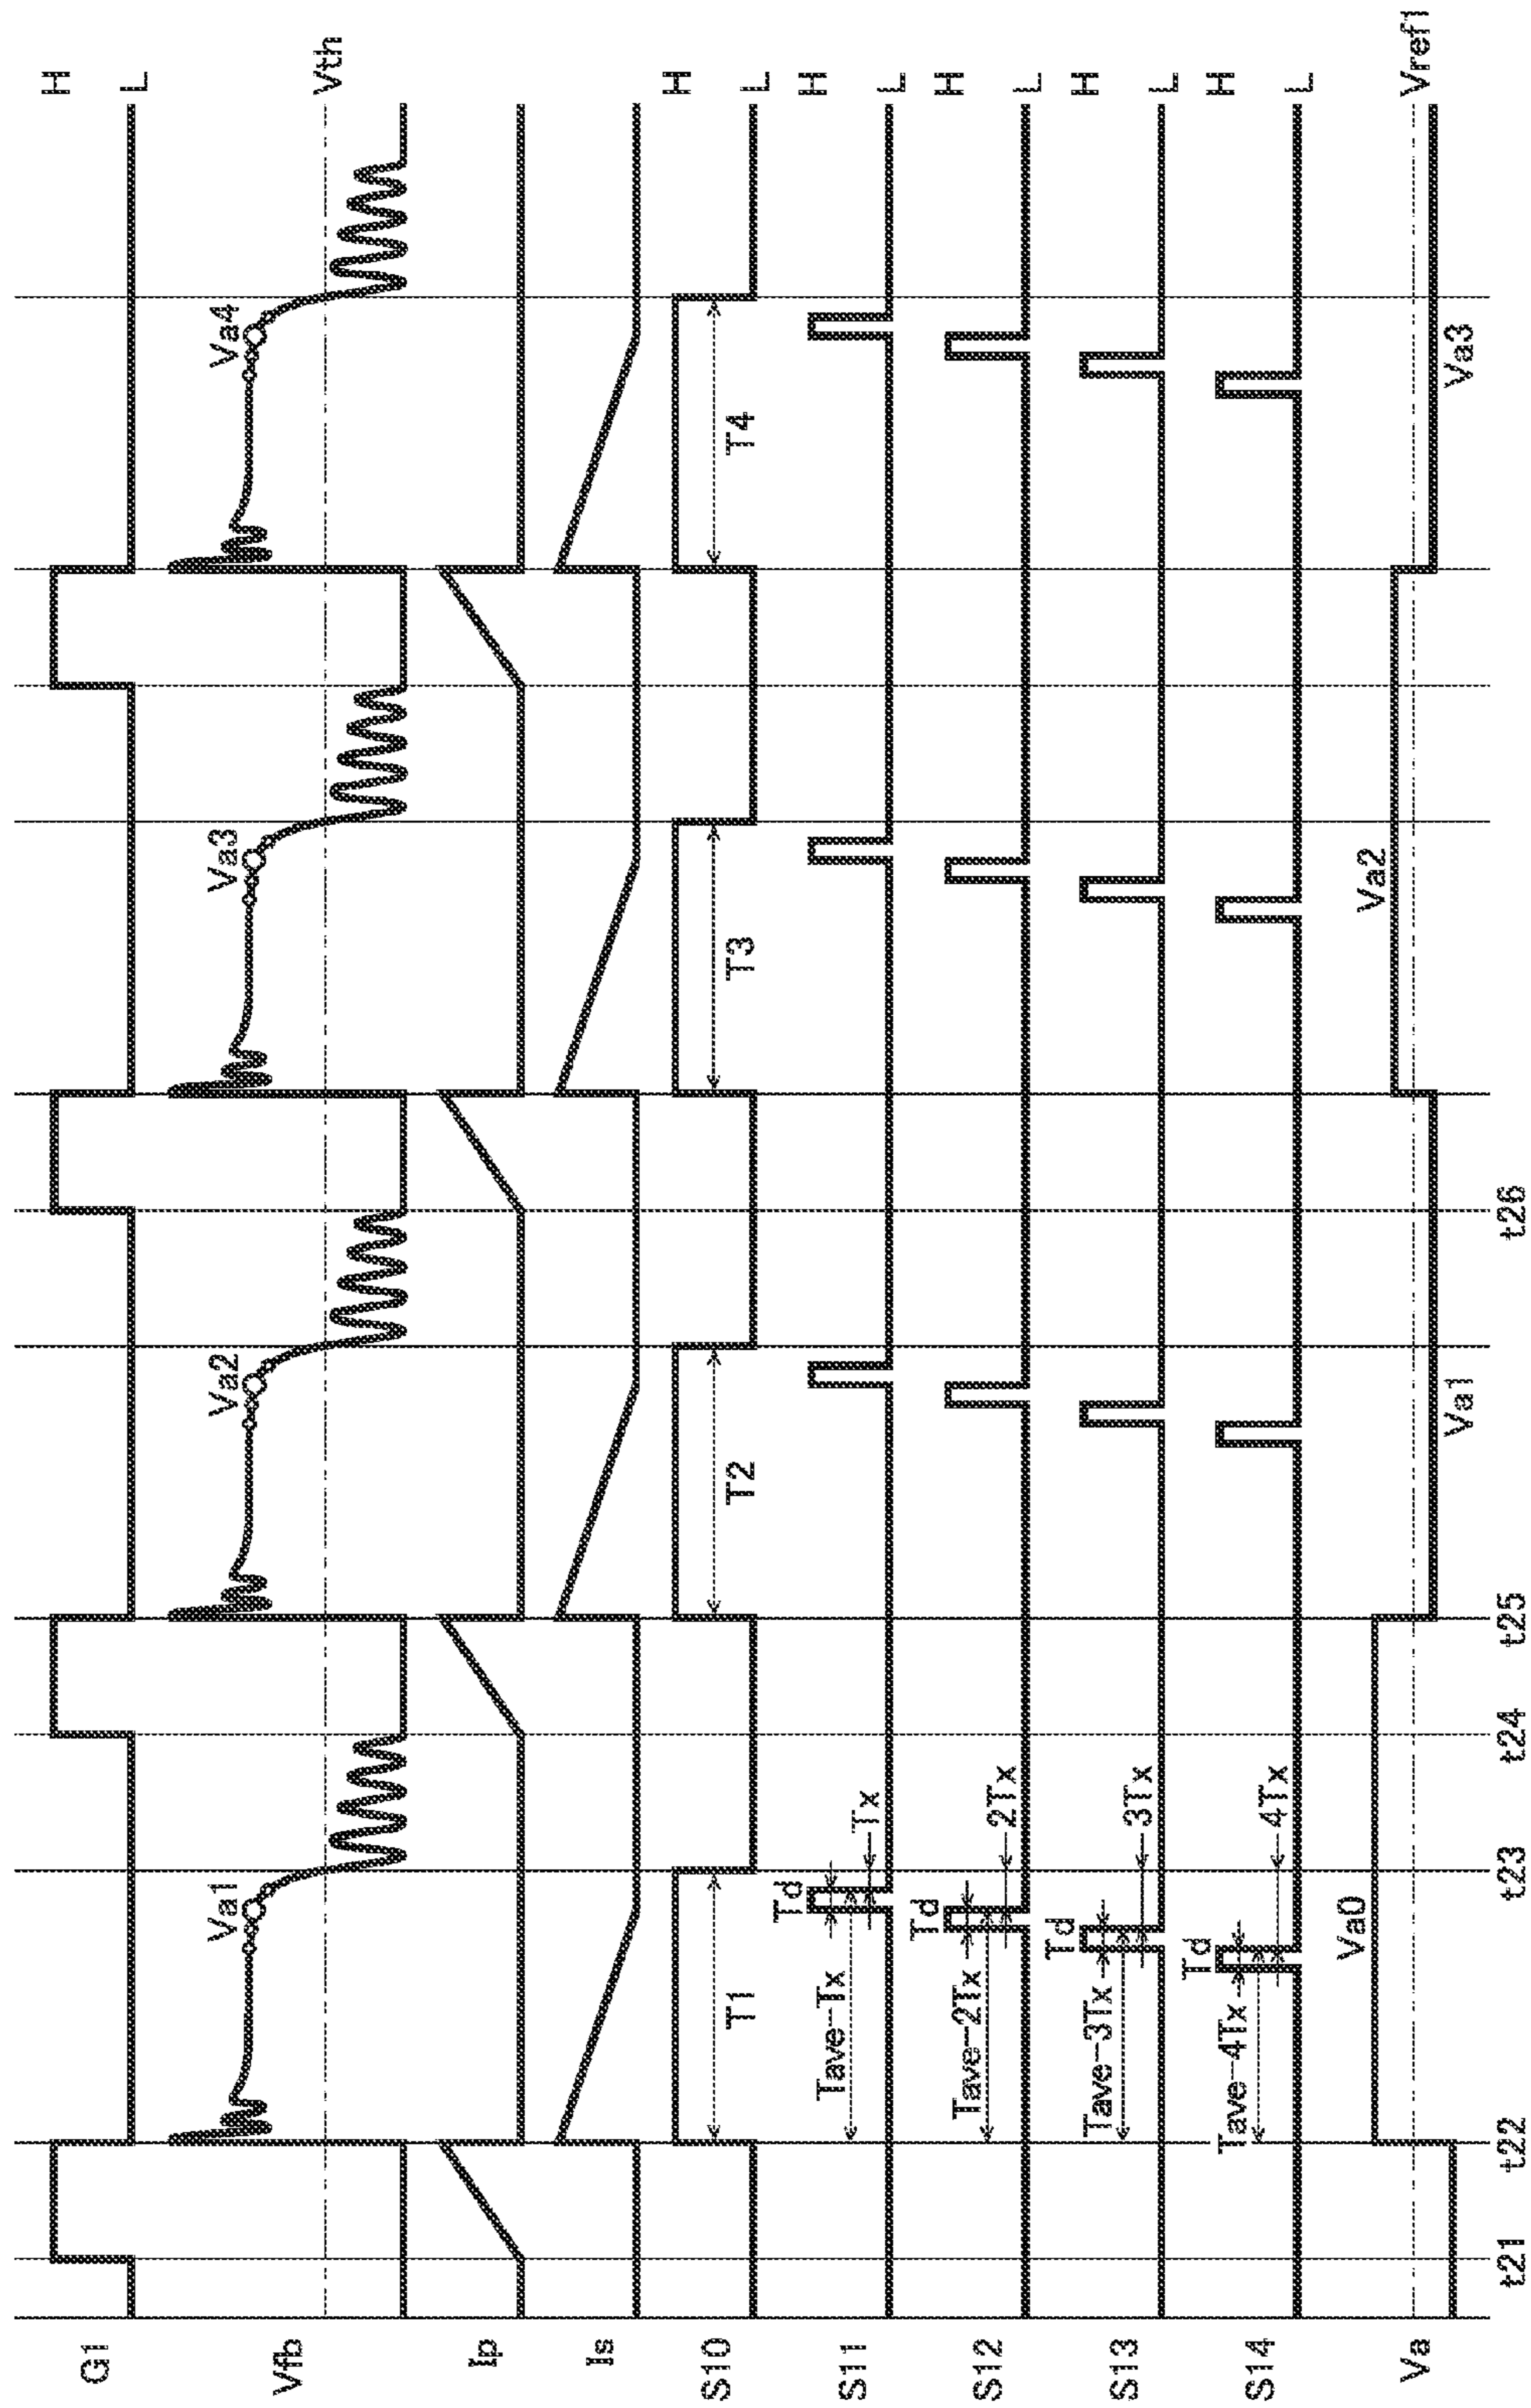 G1
H
L
Vfb
Va1
Va2
Va3
Va4
Vth
Ip
Is
S10
T1
T2
T3
T4
H
L
S11
Tave-Tx
Td
Tx
H
L
S12
Tave-2Tx
Td
2Tx
H
L
S13
Tave-3Tx
Td
3Tx
H
L
S14
Tave-4Tx
Td
4Tx
H
L
Va
Va0
Va1
Va2
Va3
Vref1
t21
t22
t23
t24
t25
t26